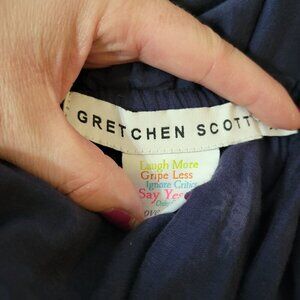 GRETCHEN SCOTT
Laugh More
Gripe Less
Ignore Critics
Say Yes